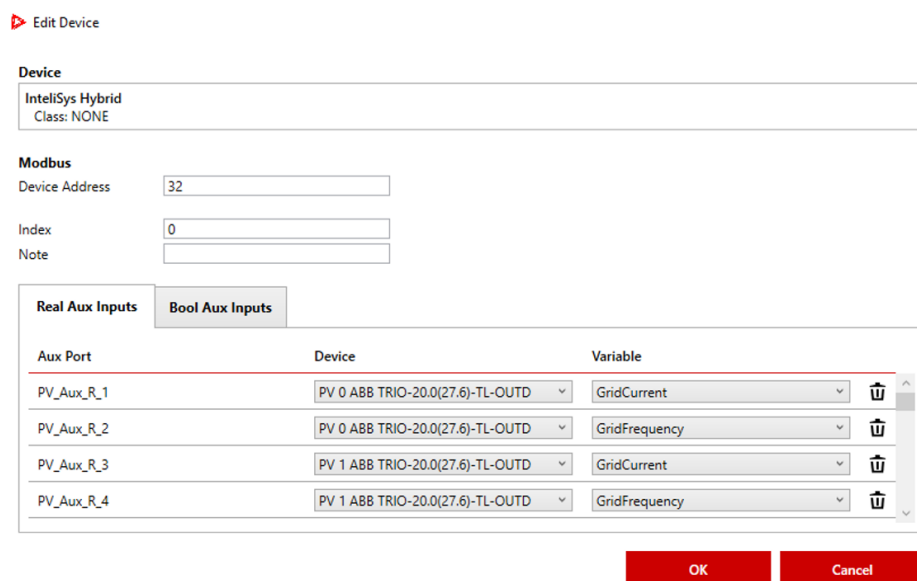 Edit Device
Device
InteliSys Hybrid
Class: NONE
Modbus
Device Address 32
Index 0
Note
Real Aux Inputs Bool Aux Inputs
Aux Port Device Variable
PV_Aux_R_1 PV 0 ABB TRIO-20.0(27.6)-TL-OUTD GridCurrent
PV_Aux_R_2 PV 0 ABB TRIO-20.0(27.6)-TL-OUTD GridFrequency
PV_Aux_R_3 PV 1 ABB TRIO-20.0(27.6)-TL-OUTD GridCurrent
PV_Aux_R_4 PV 1 ABB TRIO-20.0(27.6)-TL-OUTD GridFrequency
OK Cancel